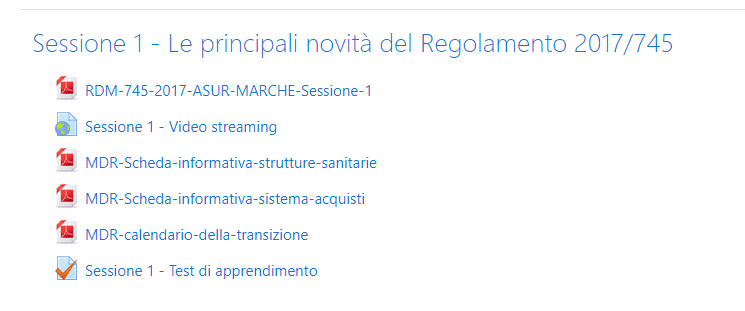 Sessione 1 - Le principali novità del Regolamento 2017/745
RDM-745-2017-ASUR-MARCHE-Sessione-1
Sessione 1 - Video streaming
MDR-Scheda-informativa-strutture-sanitarie
MDR-Scheda-informativa-sistema-acquisti
MDR-calendario-della-transizione
Sessione 1 - Test di apprendimento